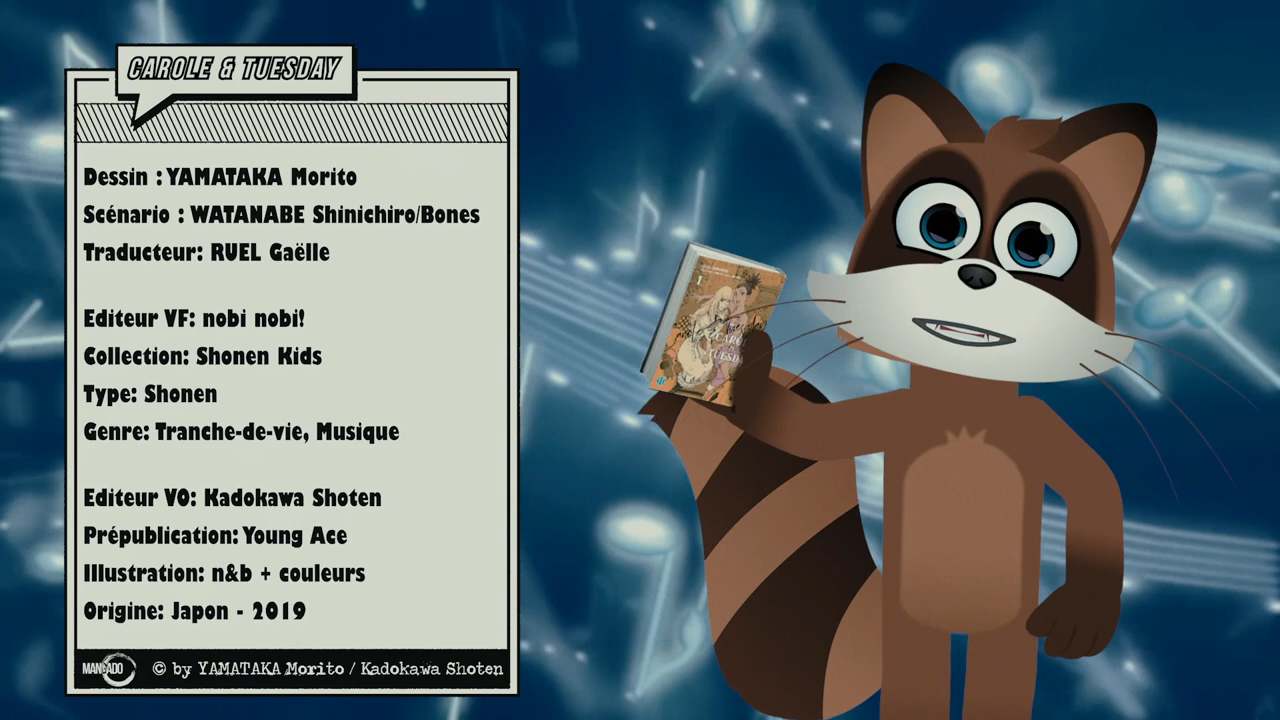 CAROLE & TUESDAY
Dessin : YAMATAKA Morito
Scénario : WATANABE Shinichiro/Bones
Traducteur: RUEL Gaëlle
Editeur VF: nobi nobi!
Collection: Shonen Kids
Type: Shonen
Genre: Tranche-de-vie, Musique
Editeur VO: Kadokawa Shoten
Prépublication: Young Ace
Illustration: n&b + couleurs
Origine: Japon - 2019
MANGADO © by YAMATAKA Morito / Kadokawa Shoten
1